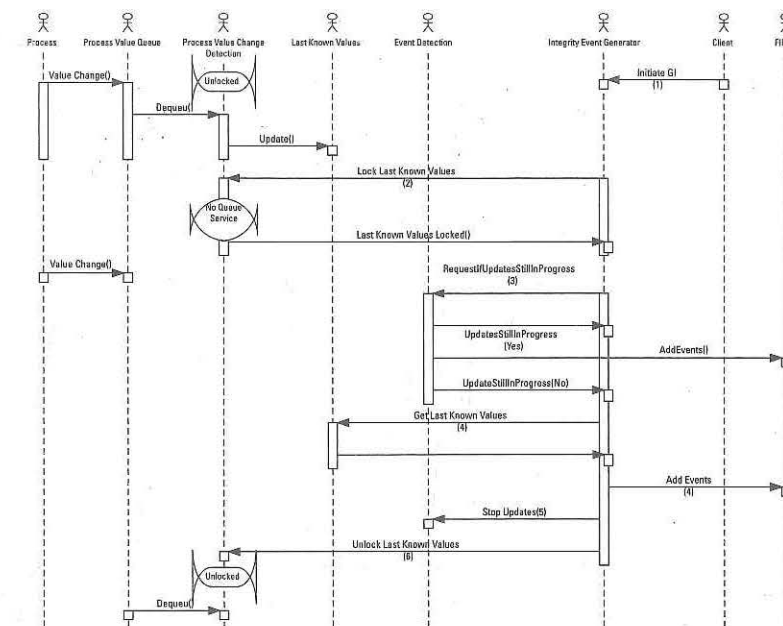 Process
Process Value Queue
Process Value Change
Detection
Last Known Values
Event Detection
Integrity Event Generator
Client
Value Change()
Unlocked
Initiate GI
(1)
Dequeu()
Update()
Lock Last Known Values
(2)
No Queue
Service
Last Known Values Locked()
Value Change()
RequestIfUpdatesStillInProgress
(3)
UpdatesStillInProgress
(Yes)
AddEvents()
UpdateStillInProgress(No)
Get Last Known Values
(4)
Add Events
(4)
Stop Updates(5)
Unlock Last Known Values
(6)
Unlocked
Dequeu()